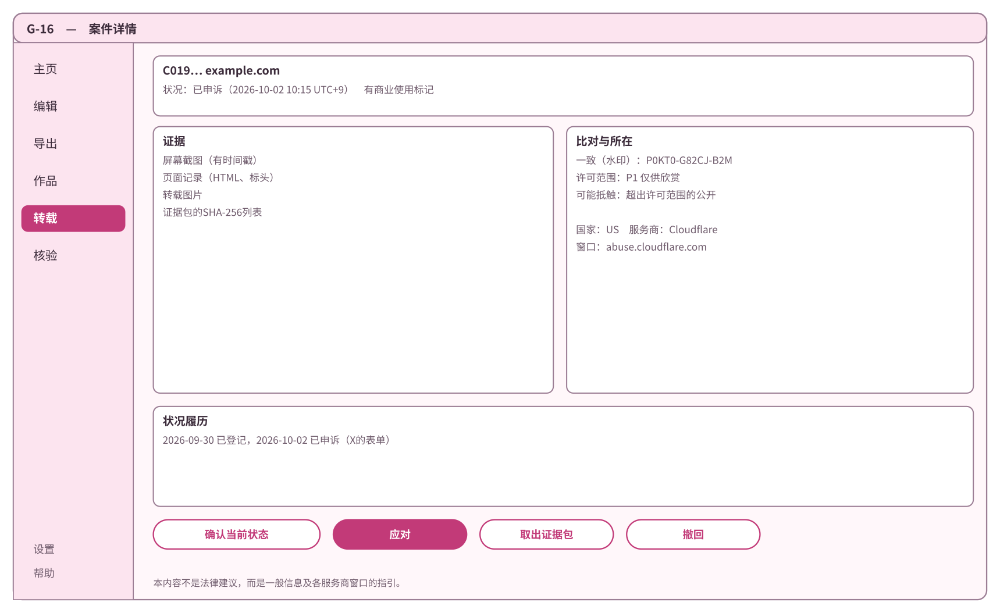 G-16 — 案件详情
主页
编辑
导出
作品
转载
核验
设置
帮助
C019... example.com
状况：已申诉（2026-10-02 10:15 UTC+9） 有商业使用标记
证据
屏幕截图（有时间戳）
页面记录（HTML、标头）
转载图片
证据包的SHA-256列表
比对与所在
一致（水印）：P0KT0-G82CJ-B2M
许可范围：P1 仅供欣赏
可能抵触：超出许可范围的公开
国家：US 服务商：Cloudflare
窗口：abuse.cloudflare.com
状况履历
2026-09-30 已登记，2026-10-02 已申诉（X的表单）
确认当前状态
应对
取出证据包
撤回
本内容不是法律建议，而是一般信息及各服务商窗口的指引。